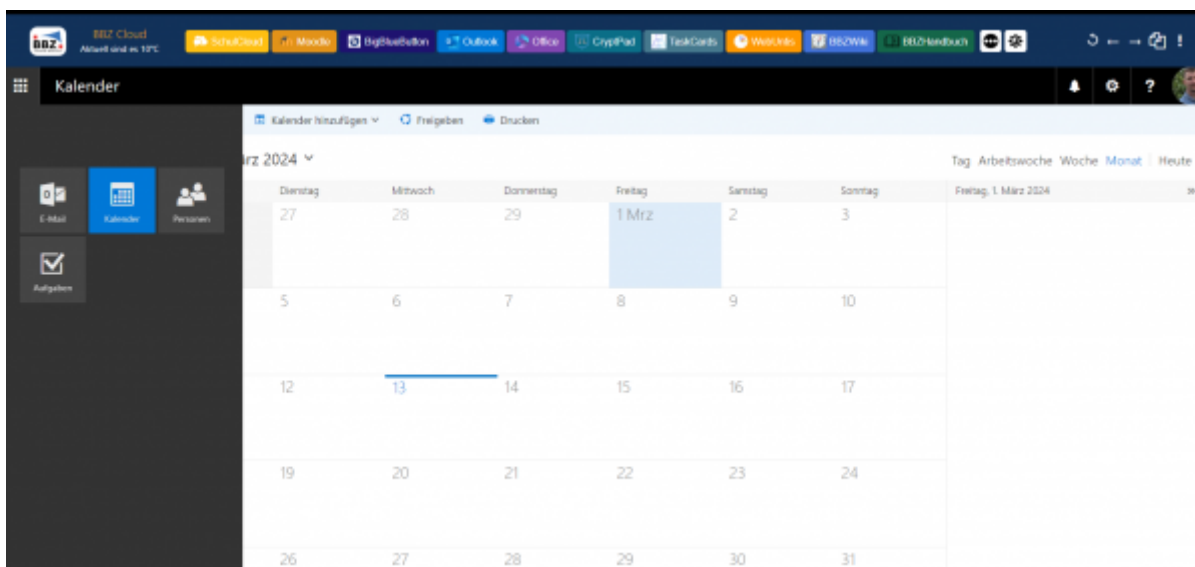 BBZ. BBZ Cloud SchulCloud Moodle BigBlueButton Outlook Office CryptPad TaskCards WebUntis BBZWiki BBZHandbuch
Aktuell sind es 10°C
Kalender ?
Kalender hinzufügen Freigeben Drucken
rz 2024 Tag Arbeitswoche Woche Monat Heute
Dienstag Mittwoch Donnerstag Freitag Samstag Sonntag Freitag, 1. März 2024
27 28 29 1 Mrz 2 3
E-Mail Kalender Personen
Aufgaben
5 6 7 8 9 10
12 13 14 15 16 17
19 20 21 22 23 24
26 27 28 29 30 31